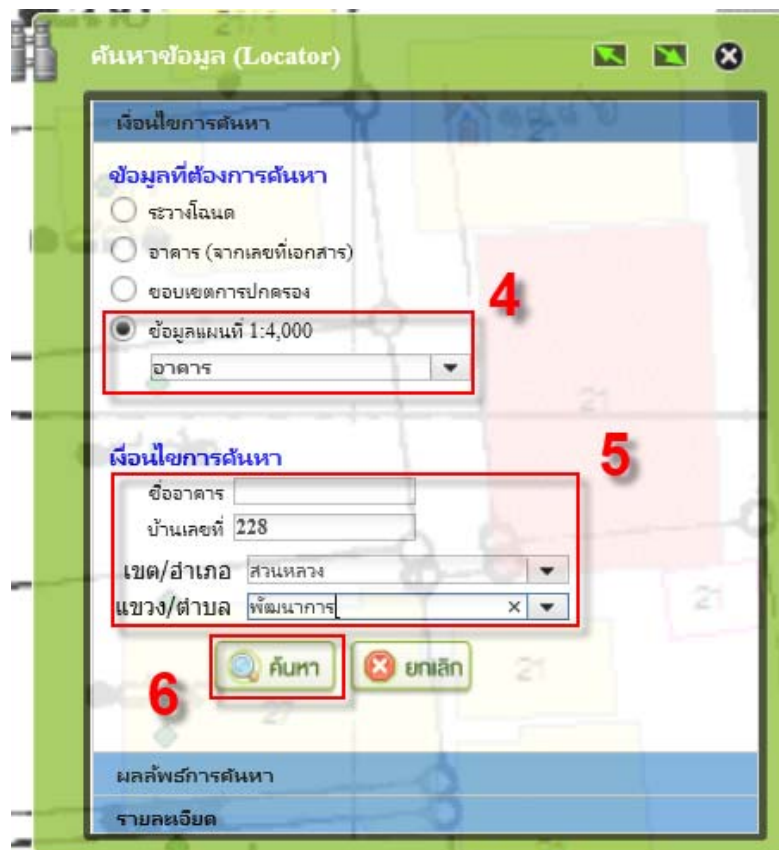 21/1
ค้นหาข้อมูล (Locator)
เงื่อนไขการค้นหา
21
ข้อมูลที่ต้องการค้นหา
ระวางโฉนด
อาคาร (จากเลขที่เอกสาร)
ขอบเขตการปกครอง
4
ข้อมูลแผนที่ 1:4,000
อาคาร
21
เงื่อนไขการค้นหา
5
ชื่ออาคาร
บ้านเลขที่ 228
เขต/อำเภอ สวนหลวง
แขวง/ตำบล พัฒนาการ
21
ค้นหา ยกเลิก
21
6
27
ผลลัพธ์การค้นหา
รายละเอียด